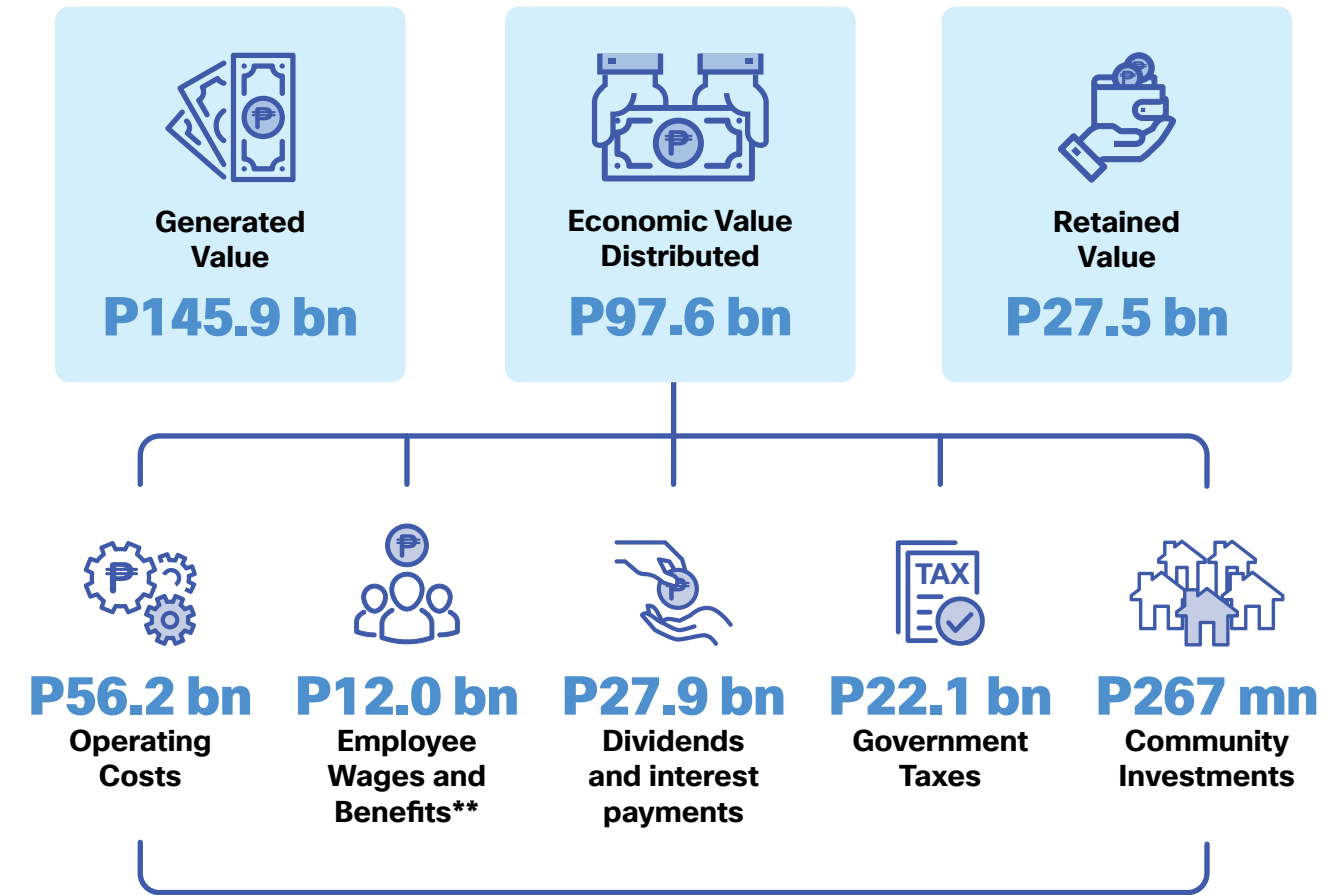 Generated
Value
P145.9 bn
Economic Value
Distributed
P97.6 bn
Retained
Value
P27.5 bn
TAX
P56.2 bn
Operating
Costs
P12.0 bn
Employee
Wages and
Benefits**
P27.9 bn
Dividends
and interest
payments
P22.1 bn
Government
Taxes
P267 mn
Community
Investments